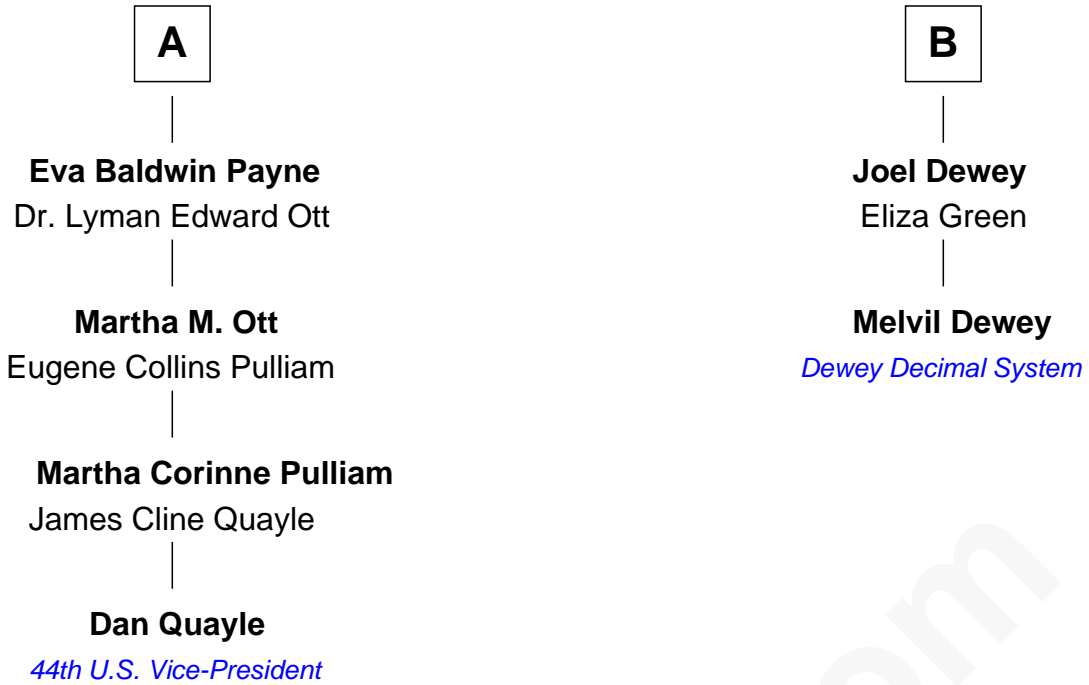 A
Eva Baldwin Payne
Dr. Lyman Edward Ott
Martha M. Ott
Eugene Collins Pulliam
Martha Corinne Pulliam
James Cline Quayle
Dan Quayle
44th U.S. Vice-President
B
Joel Dewey
Eliza Green
Melvil Dewey
Dewey Decimal System
om